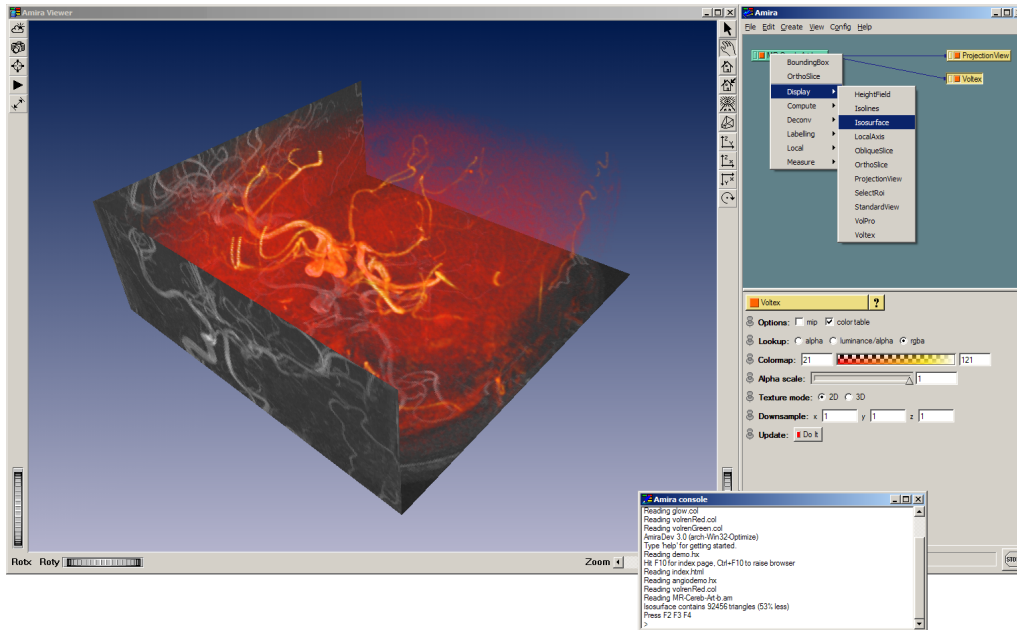 Amira Viewer
Rotx Roty
Zoom
Amira
File Edit Create View Config Help
ProjectionView
Voltex
BoundingBox
OrthoSlice
Display
Compute
Deconv
Labelling
Local
Measure
HeightField
Isolines
Isosurface
LocalAxis
ObliqueSlice
OrthoSlice
ProjectionView
SelectRoi
StandardView
VolPro
Voltex
Voltex ?
Options: mip color table
Lookup: alpha luminance/alpha rgba
Colormap: 21 121
Alpha scale: 1
Texture mode: 2D 3D
Downsample: x 1 y 1 z 1
Update: Do It
Amira console
Reading glow.col
Reading volrenRed.col
Reading volrenGreen.col
AmiraDev 3.0 (arch-Win32-Optimize)
Type 'help' for getting started.
Reading demo.hx
Hit F10 for index page, Ctrl+F10 to raise browser
Reading index.html
Reading angiodemo.hx
Reading volrenRed.col
Reading MR-Cereb-Art-b.am
Isosurface contains 92456 triangles (53% less)
Press F2 F3 F4
>